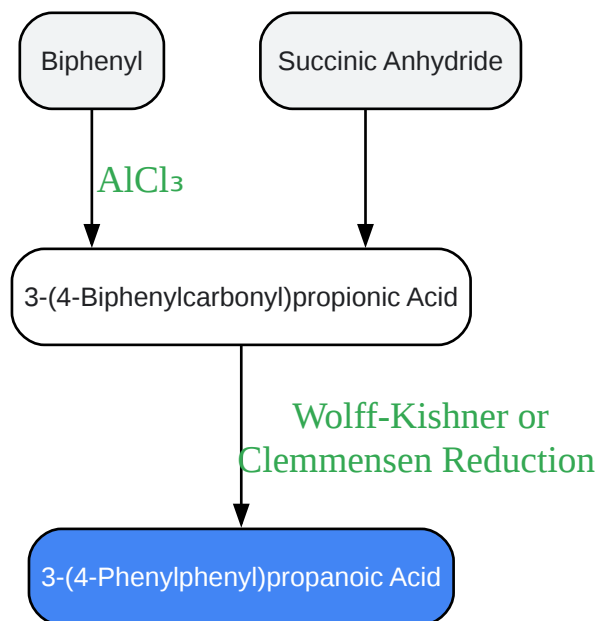 Biphenyl
Succinic Anhydride
AlCl₃
3-(4-Biphenylcarbonyl)propionic Acid
Wolff-Kishner or
Clemmensen Reduction
3-(4-Phenylphenyl)propanoic Acid